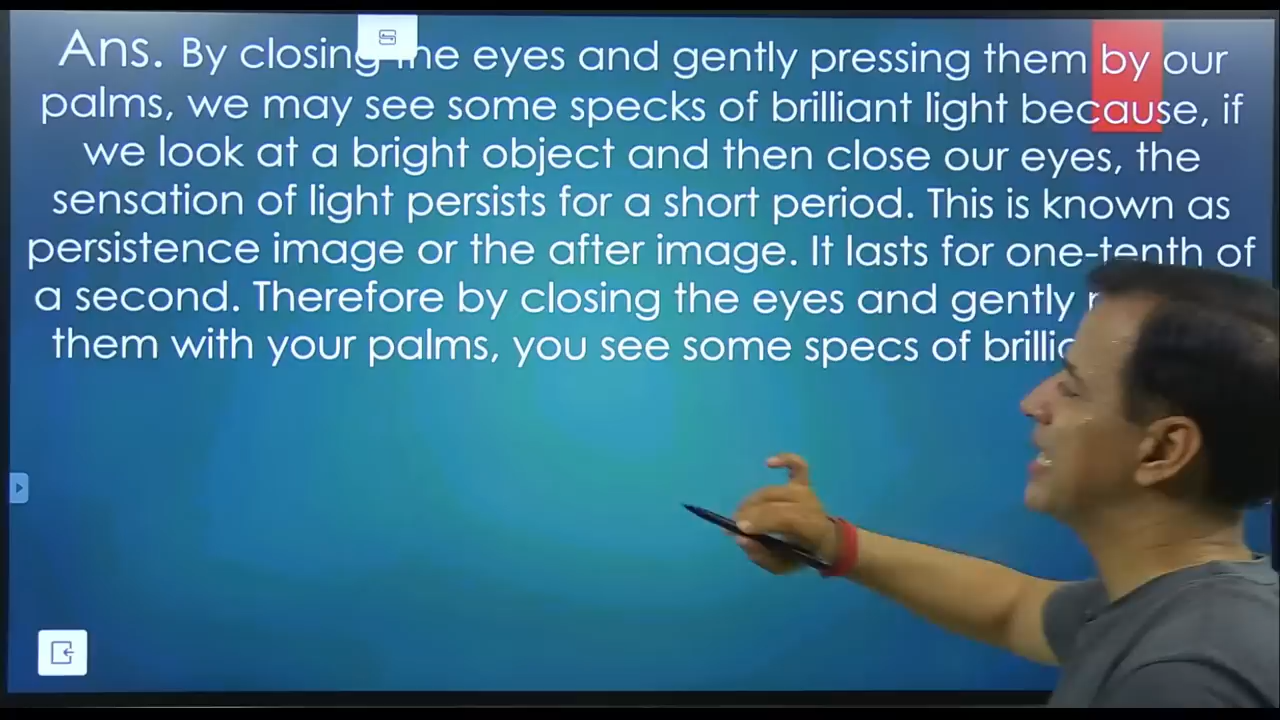 Ans. By closing the eyes and gently pressing them by our
palms, we may see some specks of brilliant light because, if
we look at a bright object and then close our eyes, the
sensation of light persists for a short period. This is known as
persistence image or the after image. It lasts for one-tenth of
a second. Therefore by closing the eyes and gently
them with your palms, you see some specs of